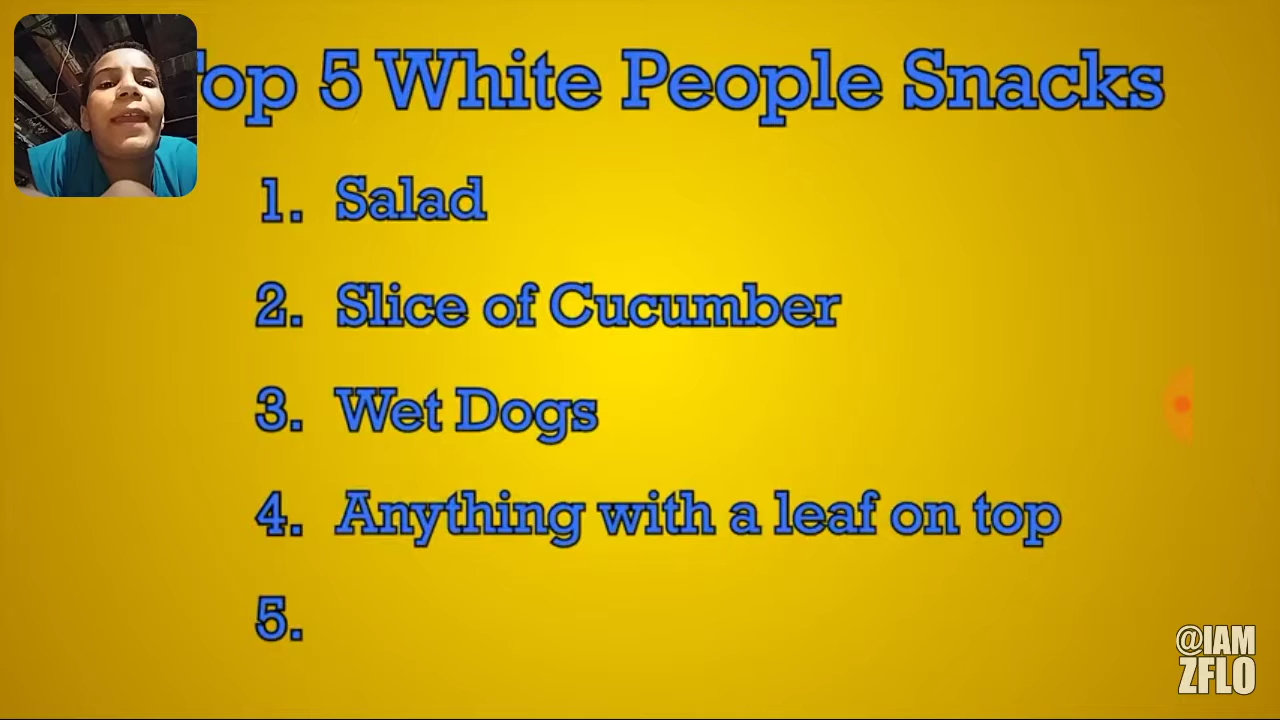 Top 5 White People Snacks
1. Salad
2. Slice of Cucumber
3. Wet Dogs
4. Anything with a leaf on top
5.
@IAM
ZFLO